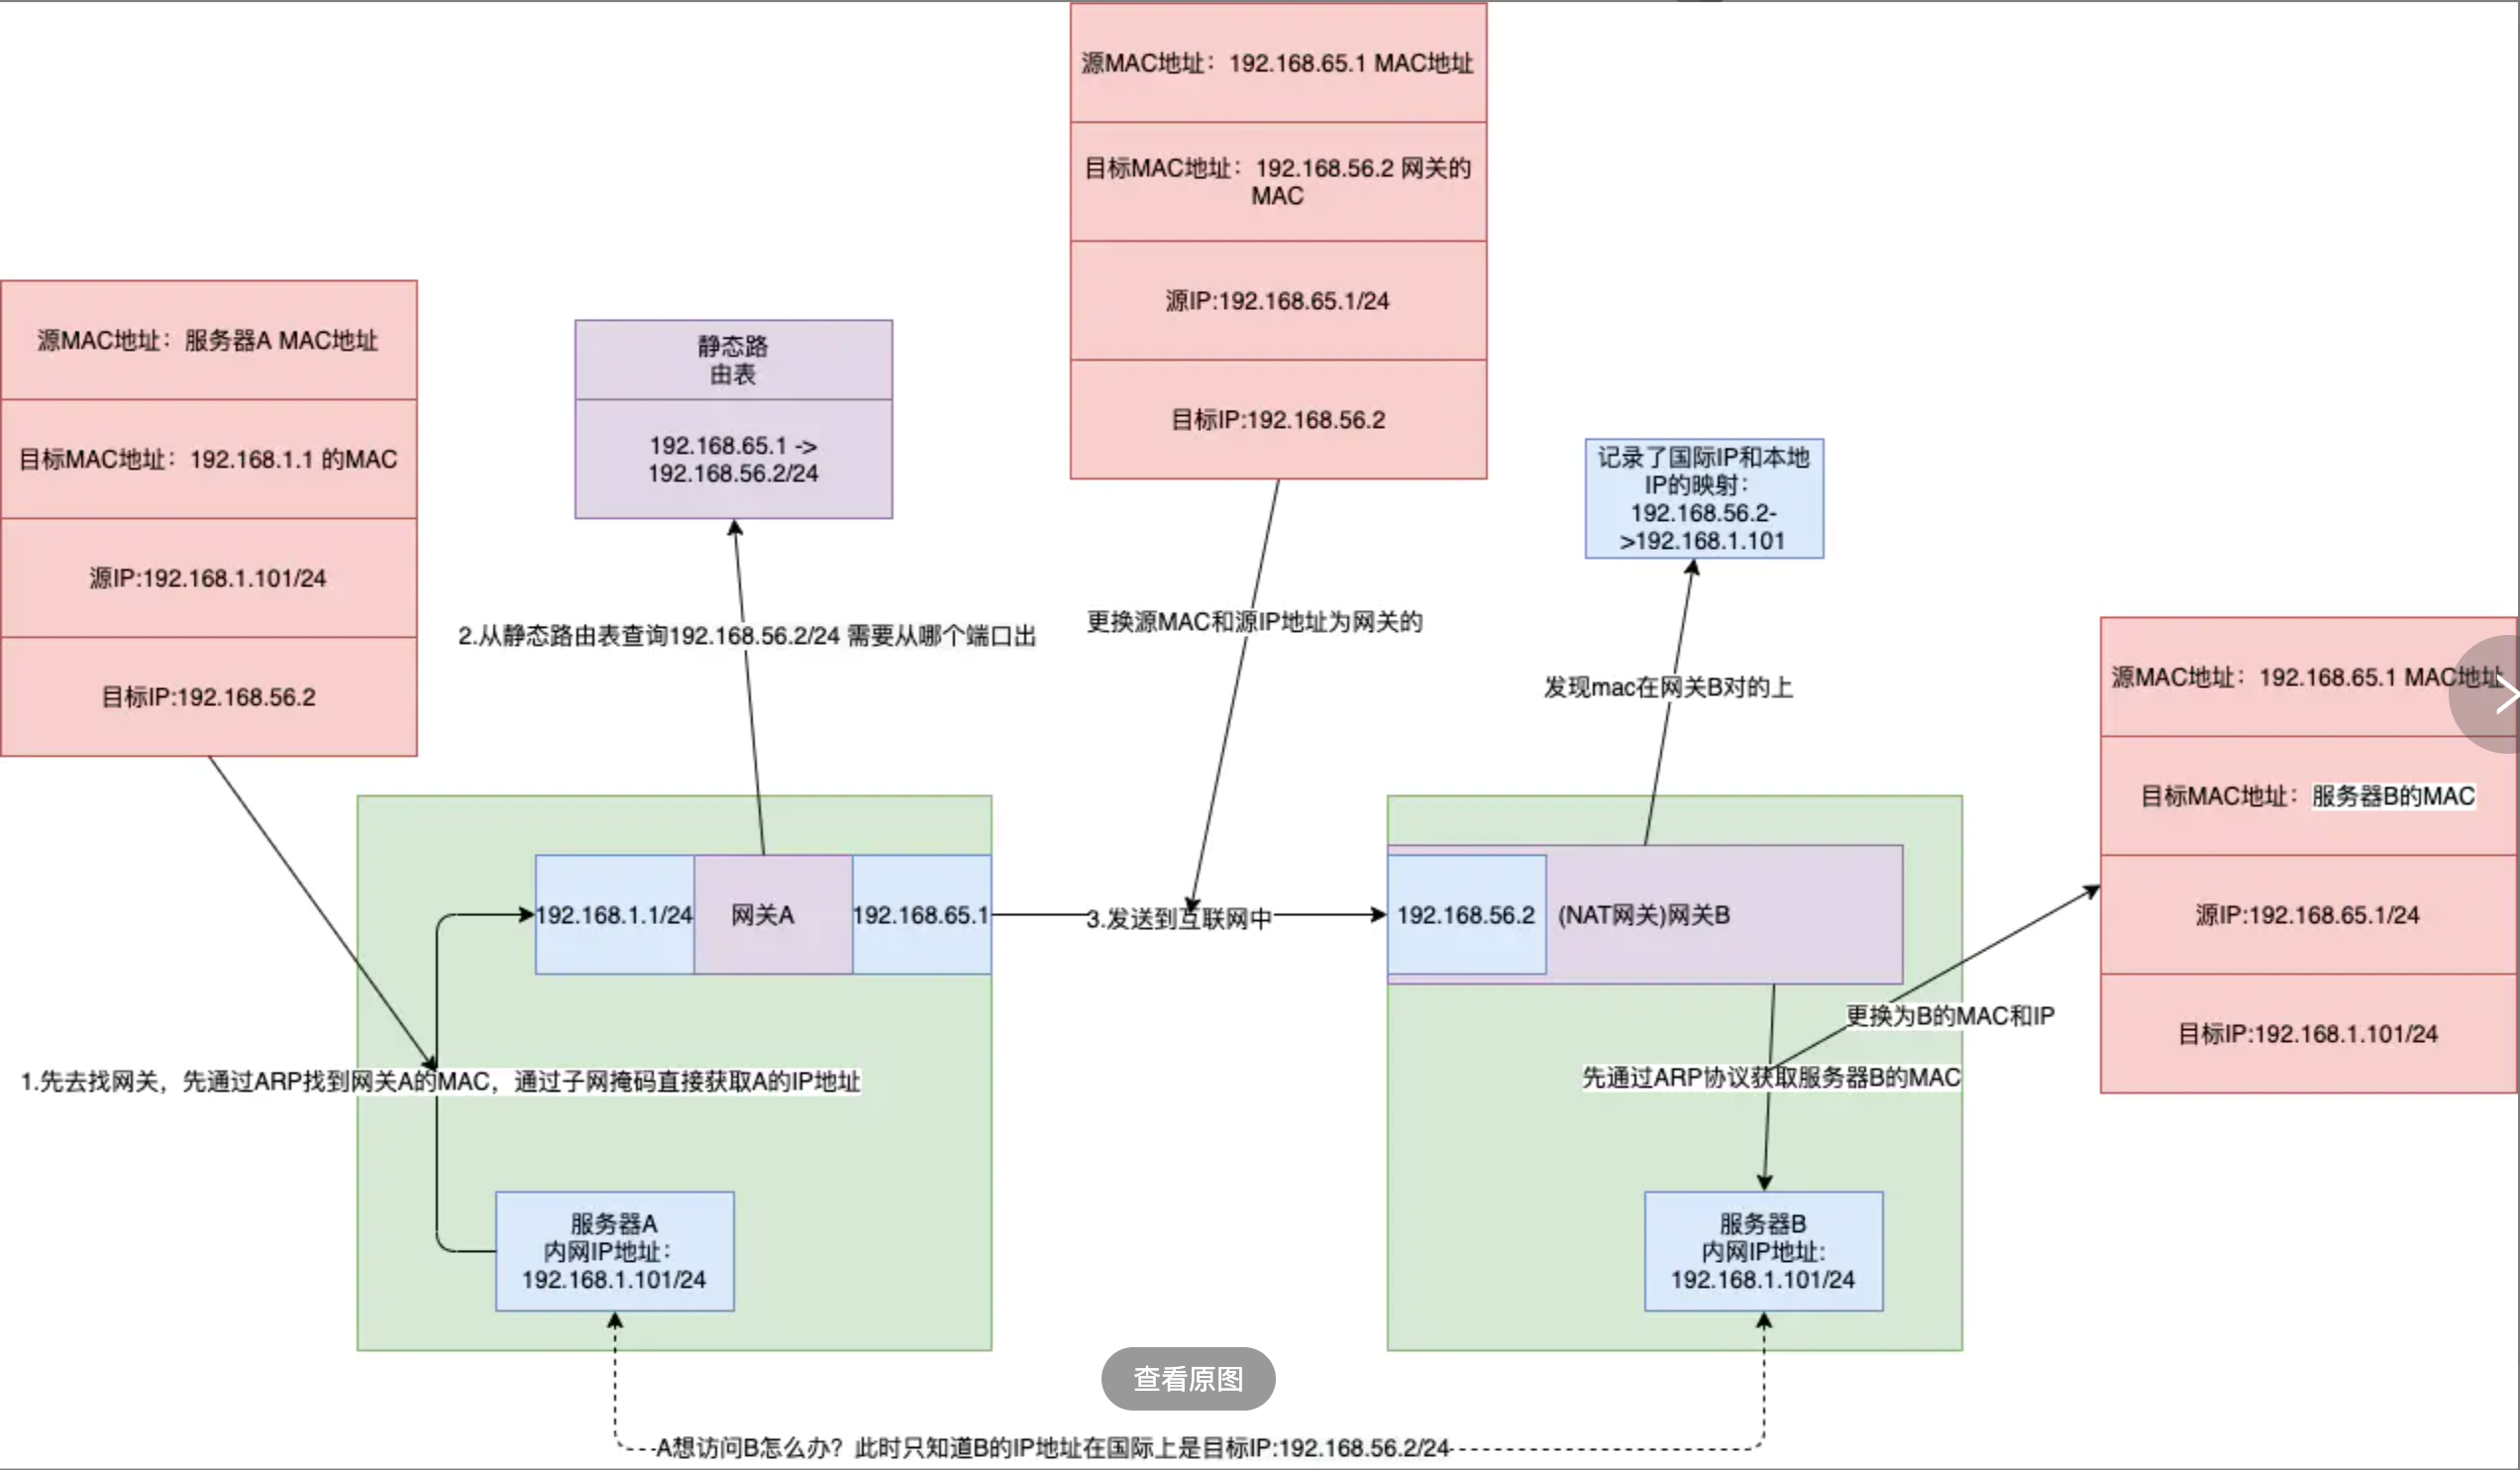 源MAC地址：192.168.65.1 MAC地址
目标MAC地址：192.168.56.2 网关的
MAC
源IP:192.168.65.1/24
目标IP:192.168.56.2
源MAC地址：服务器A MAC地址
目标MAC地址：192.168.1.1 的MAC
源IP:192.168.1.101/24
目标IP:192.168.56.2
静态路
由表
192.168.65.1 ->
192.168.56.2/24
记录了国际IP和本地
IP的映射：
192.168.56.2-
>192.168.1.101
2.从静态路由表查询192.168.56.2/24 需要从哪个端口出
更换源MAC和源IP地址为网关的
发现mac在网关B对的上
源MAC地址：192.168.65.1 MAC地址
目标MAC地址：服务器B的MAC
源IP:192.168.65.1/24
目标IP:192.168.1.101/24
192.168.1.1/24
网关A
192.168.65.1
3.发送到互联网中
192.168.56.2
(NAT网关)网关B
更换为B的MAC和IP
1.先去找网关，先通过ARP找到网关A的MAC，通过子网掩码直接获取A的IP地址
先通过ARP协议获取服务器B的MAC
服务器A
内网IP地址：
192.168.1.101/24
服务器B
内网IP地址:
192.168.1.101/24
查看原图
A想访问B怎么办？此时只知道B的IP地址在国际上是目标IP:192.168.56.2/24